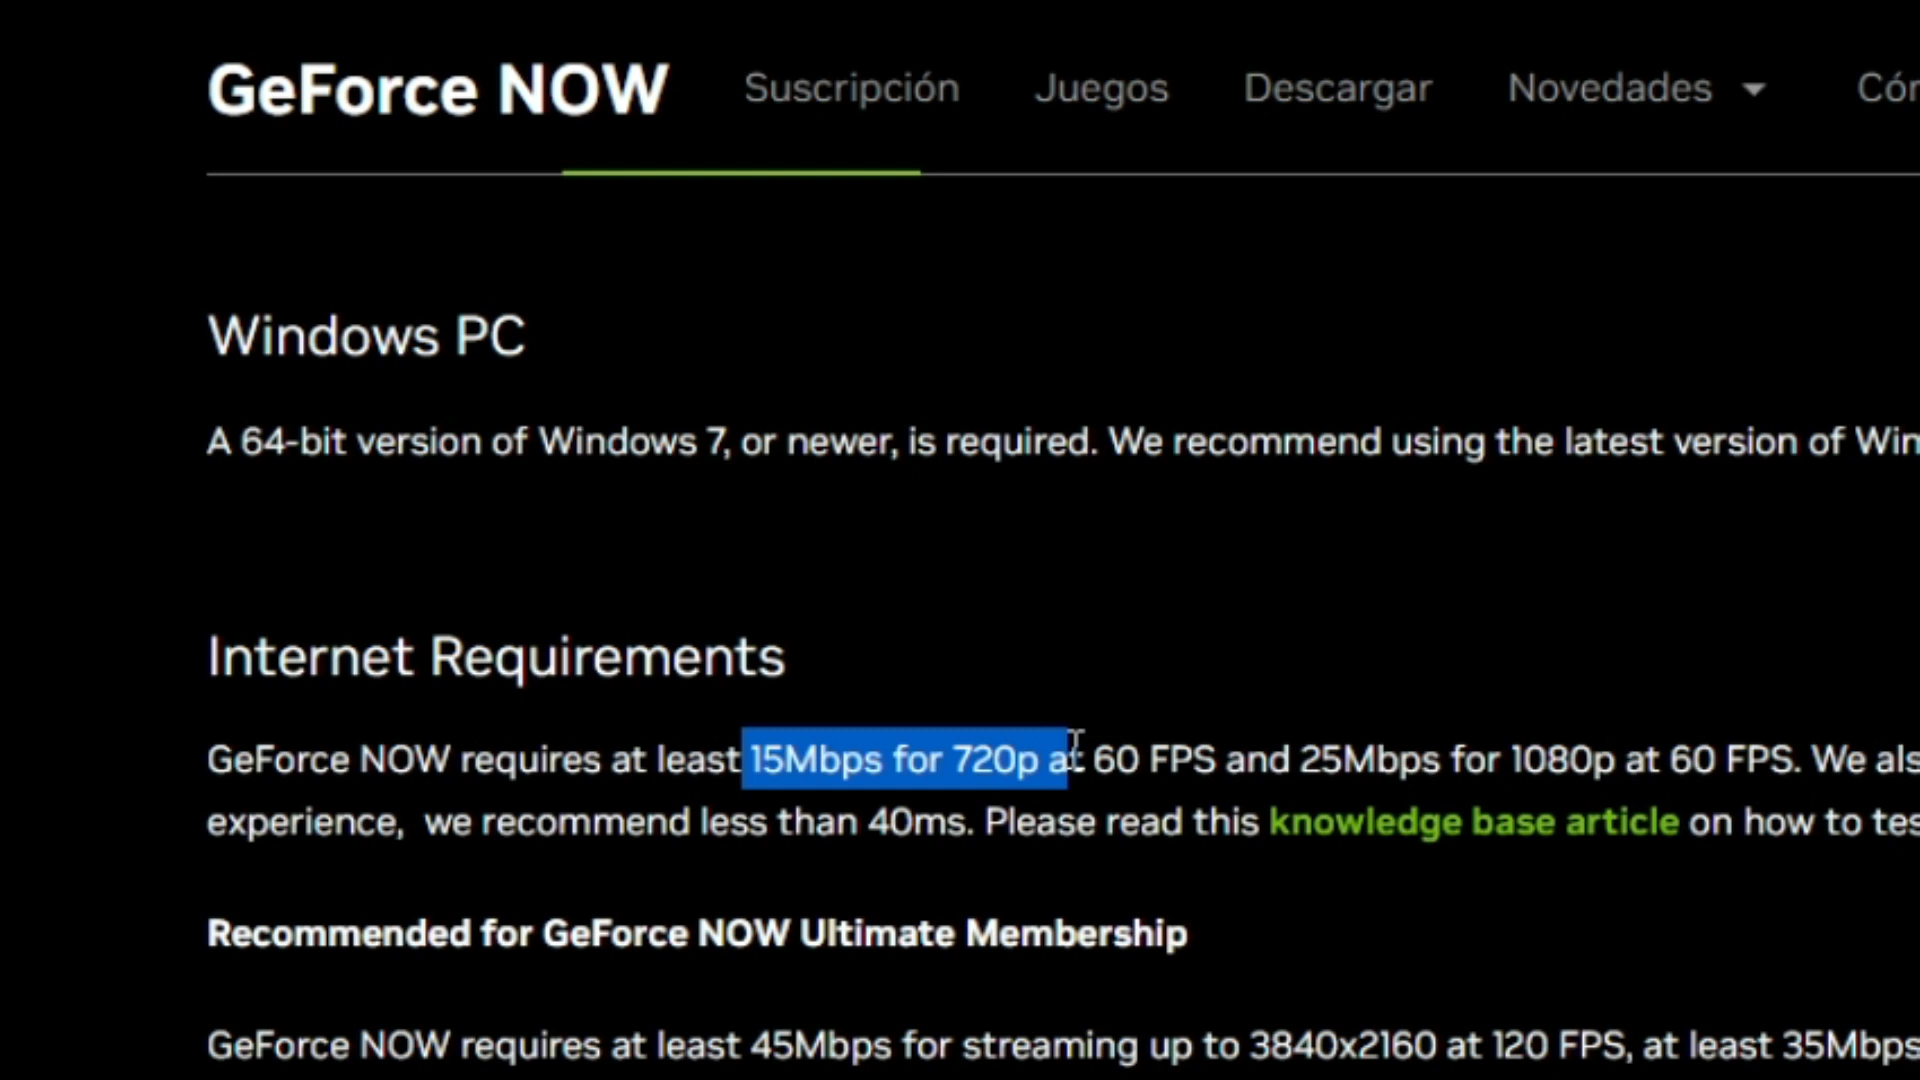 GeForce NOW Suscripción Juegos Descargar Novedades
Windows PC
A 64-bit version of Windows 7, or newer, is required. We recommend using the latest version of
Internet Requirements
GeForce NOW requires at least 15Mbps for 720p at 60 FPS and 25Mbps for 1080p at 60 FPS. We
experience, we recommend less than 40ms. Please read this knowledge base article on how to
Recommended for GeForce NOW Ultimate Membership
GeForce NOW requires at least 45Mbps for streaming up to 3840x2160 at 120 FPS, at least 35Mbps